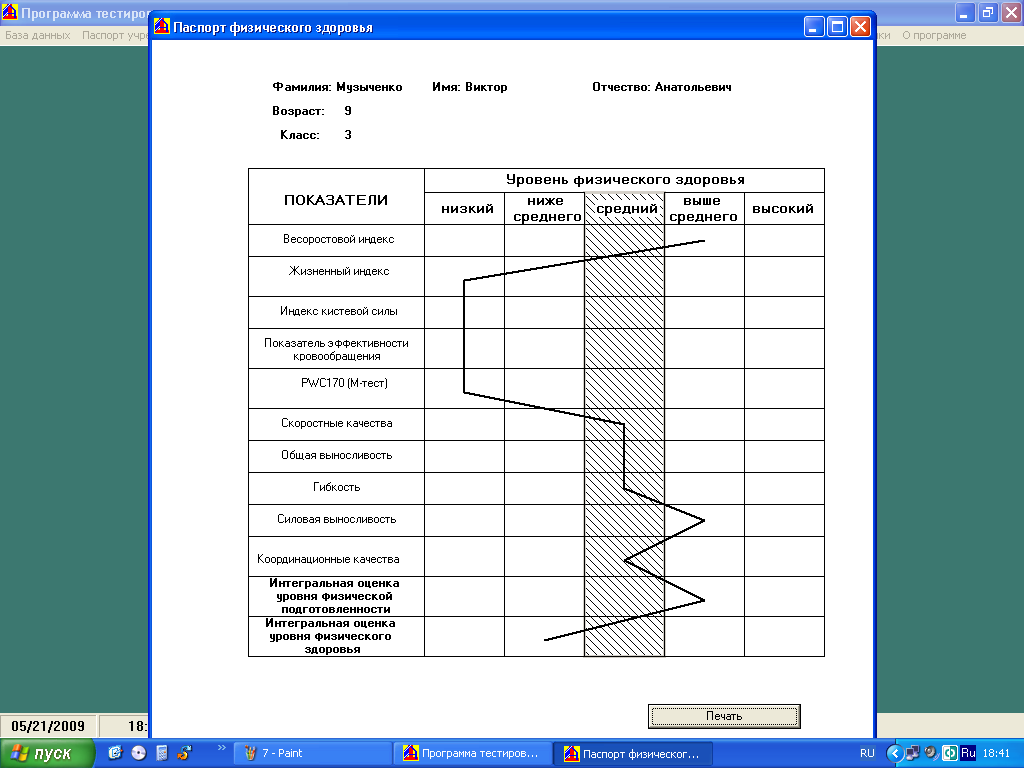 Программа тестиров
Паспорт физического здоровья
База данных Паспорт учре
ки О программе
Фамилия: Музыченко Имя: Виктор Отчество: Анатольевич
Возраст: 9
Класс: 3
ПОКАЗАТЕЛИ
Уровень физического здоровья
низкий
ниже
среднего
средний
выше
среднего
высокий
Весоростовой индекс
Жизненный индекс
Индекс кистевой силы
Показатель эффективности
кровообращения
PWC170 (М-тест)
Скоростные качества
Общая выносливость
Гибкость
Силовая выносливость
Координационные качества
Интегральная оценка
уровня физической
подготовленности
Интегральная оценка
уровня физического
здоровья
Печать
05/21/2009 18:
пуск » 7 - Paint Программа тестиров... Паспорт физическог... RU Ru 18:41